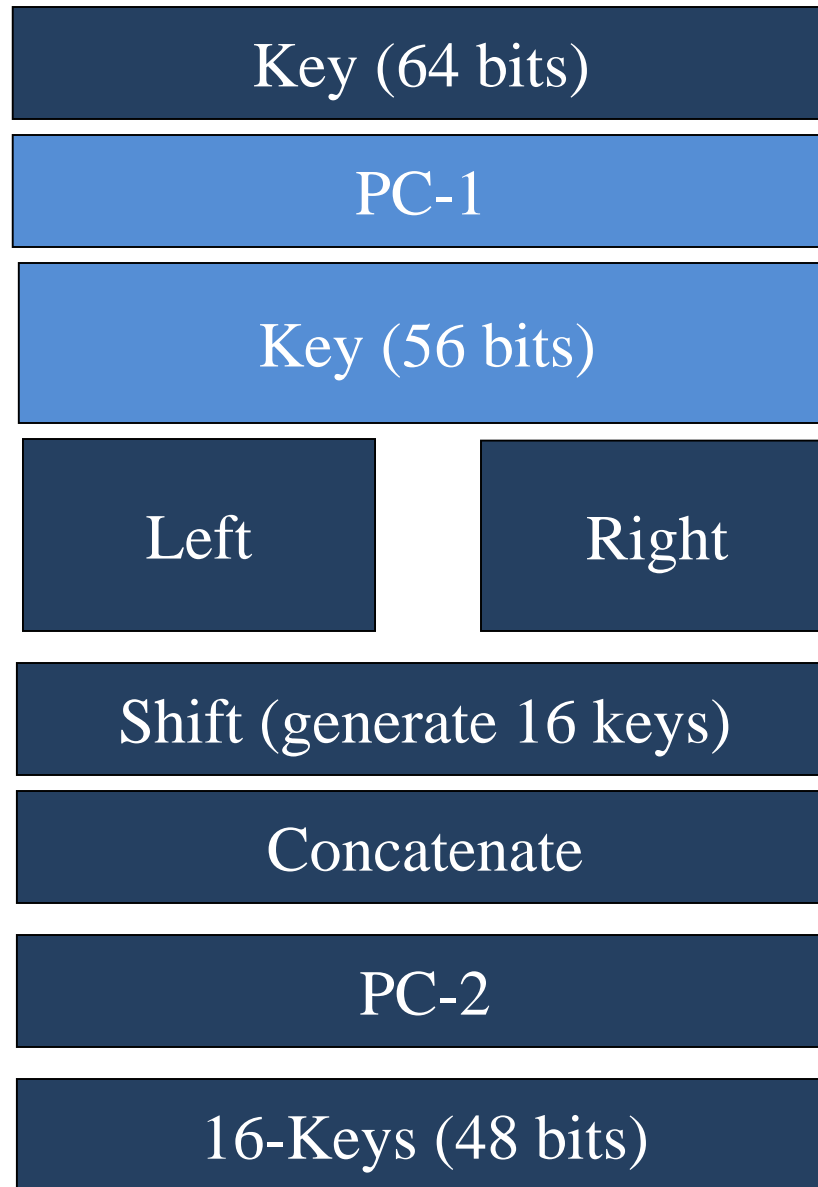 Key (64 bits)
PC-1
Key (56 bits)
Left
Right
Shift (generate 16 keys)
Concatenate
PC-2
16-Keys (48 bits)